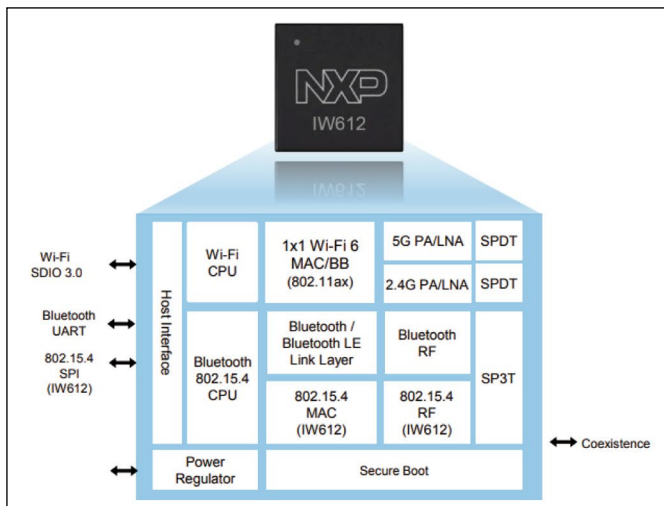 NXP
IW612
IW612
Wi-Fi
SDIO 3.0
Bluetooth
UART
802.15.4
SPI
(IW612)
Host Interface
Wi-Fi
CPU
1x1 Wi-Fi 6
MAC/BB
(802.11ax)
5G PA/LNA
SPDT
2.4G PA/LNA
SPDT
Bluetooth
802.15.4
CPU
Bluetooth /
Bluetooth LE
Link Layer
Bluetooth
RF
SP3T
802.15.4
MAC
(IW612)
802.15.4
RF
(IW612)
Coexistence
Power
Regulator
Secure Boot